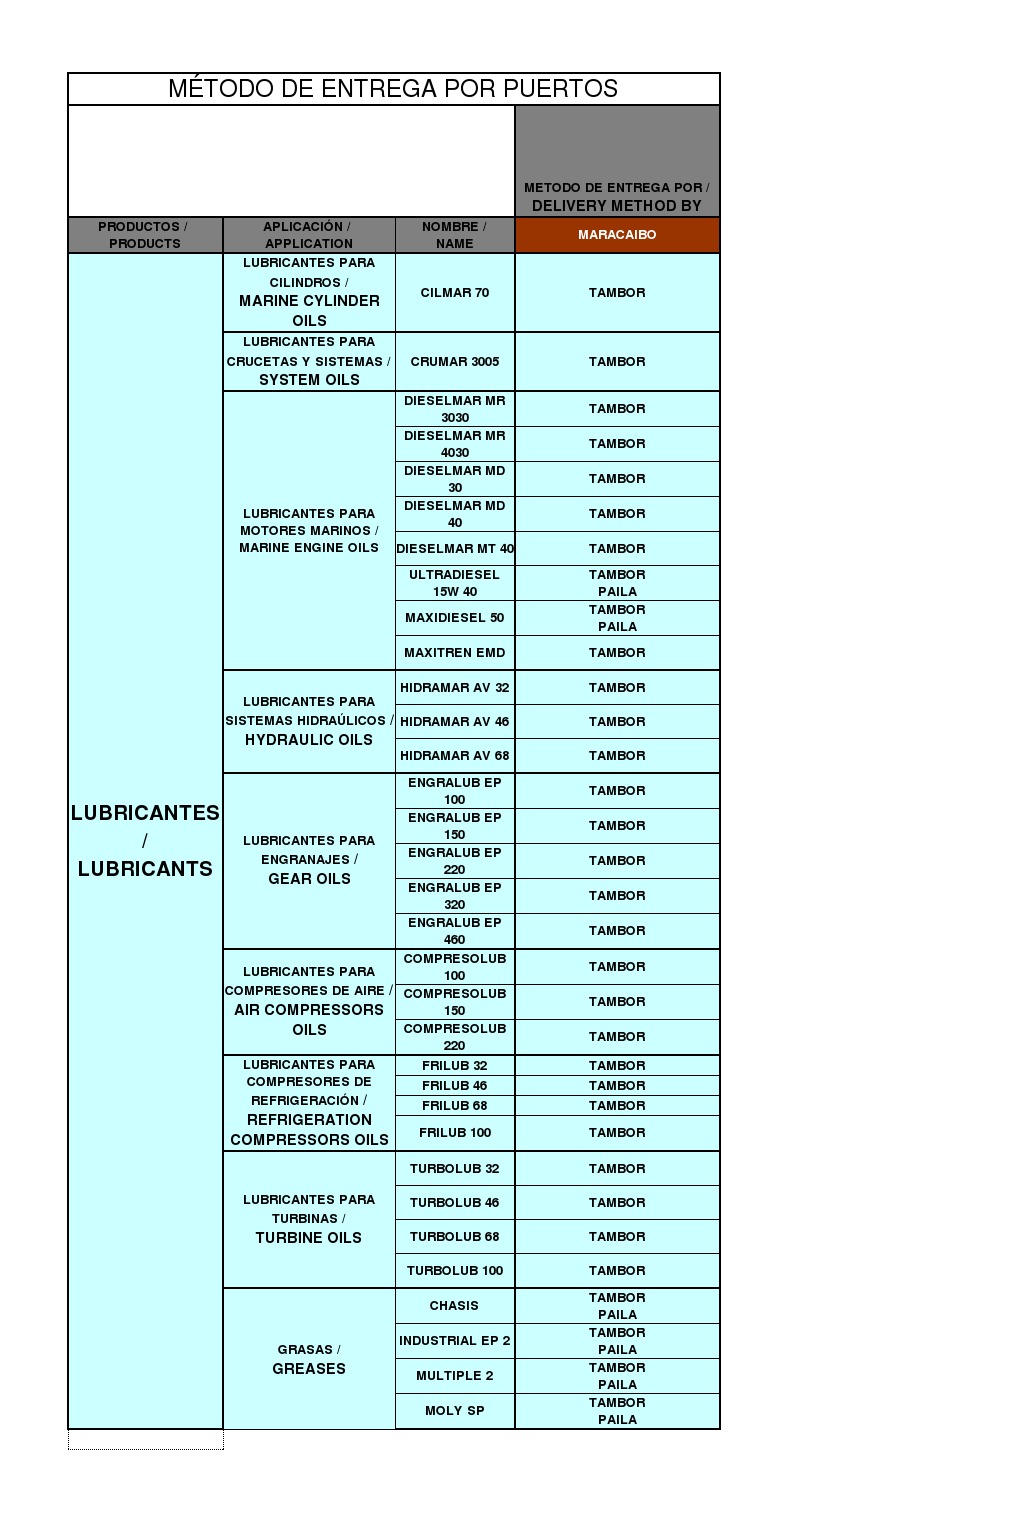 MÉTODO DE ENTREGA POR PUERTOS
METODO DE ENTREGA POR /
DELIVERY METHOD BY
PRODUCTOS /
PRODUCTS
APLICACIÓN /
APPLICATION
NOMBRE /
NAME
MARACAIBO
LUBRICANTES
/
LUBRICANTS
LUBRICANTES PARA
CILINDROS /
MARINE CYLINDER
OILS
CILMAR 70
TAMBOR
LUBRICANTES PARA
CRUCETAS Y SISTEMAS /
SYSTEM OILS
CRUMAR 3005
TAMBOR
LUBRICANTES PARA
MOTORES MARINOS /
MARINE ENGINE OILS
DIESELMAR MR
3030
TAMBOR
DIESELMAR MR
4030
TAMBOR
DIESELMAR MD
30
TAMBOR
DIESELMAR MD
40
TAMBOR
DIESELMAR MT 40
TAMBOR
ULTRADIESEL
15W 40
TAMBOR
PAILA
MAXIDIESEL 50
TAMBOR
PAILA
MAXITREN EMD
TAMBOR
LUBRICANTES PARA
SISTEMAS HIDRAÚLICOS /
HYDRAULIC OILS
HIDRAMAR AV 32
TAMBOR
HIDRAMAR AV 46
TAMBOR
HIDRAMAR AV 68
TAMBOR
LUBRICANTES PARA
ENGRANAJES /
GEAR OILS
ENGRALUB EP
100
TAMBOR
ENGRALUB EP
150
TAMBOR
ENGRALUB EP
220
TAMBOR
ENGRALUB EP
320
TAMBOR
ENGRALUB EP
460
TAMBOR
LUBRICANTES PARA
COMPRESORES DE AIRE /
AIR COMPRESSORS
OILS
COMPRESOLUB
100
TAMBOR
COMPRESOLUB
150
TAMBOR
COMPRESOLUB
220
TAMBOR
LUBRICANTES PARA
COMPRESORES DE
REFRIGERACIÓN /
REFRIGERATION
COMPRESSORS OILS
FRILUB 32
TAMBOR
FRILUB 46
TAMBOR
FRILUB 68
TAMBOR
FRILUB 100
TAMBOR
LUBRICANTES PARA
TURBINAS /
TURBINE OILS
TURBOLUB 32
TAMBOR
TURBOLUB 46
TAMBOR
TURBOLUB 68
TAMBOR
TURBOLUB 100
TAMBOR
GRASAS /
GREASES
CHASIS
TAMBOR
PAILA
INDUSTRIAL EP 2
TAMBOR
PAILA
MULTIPLE 2
TAMBOR
PAILA
MOLY SP
TAMBOR
PAILA